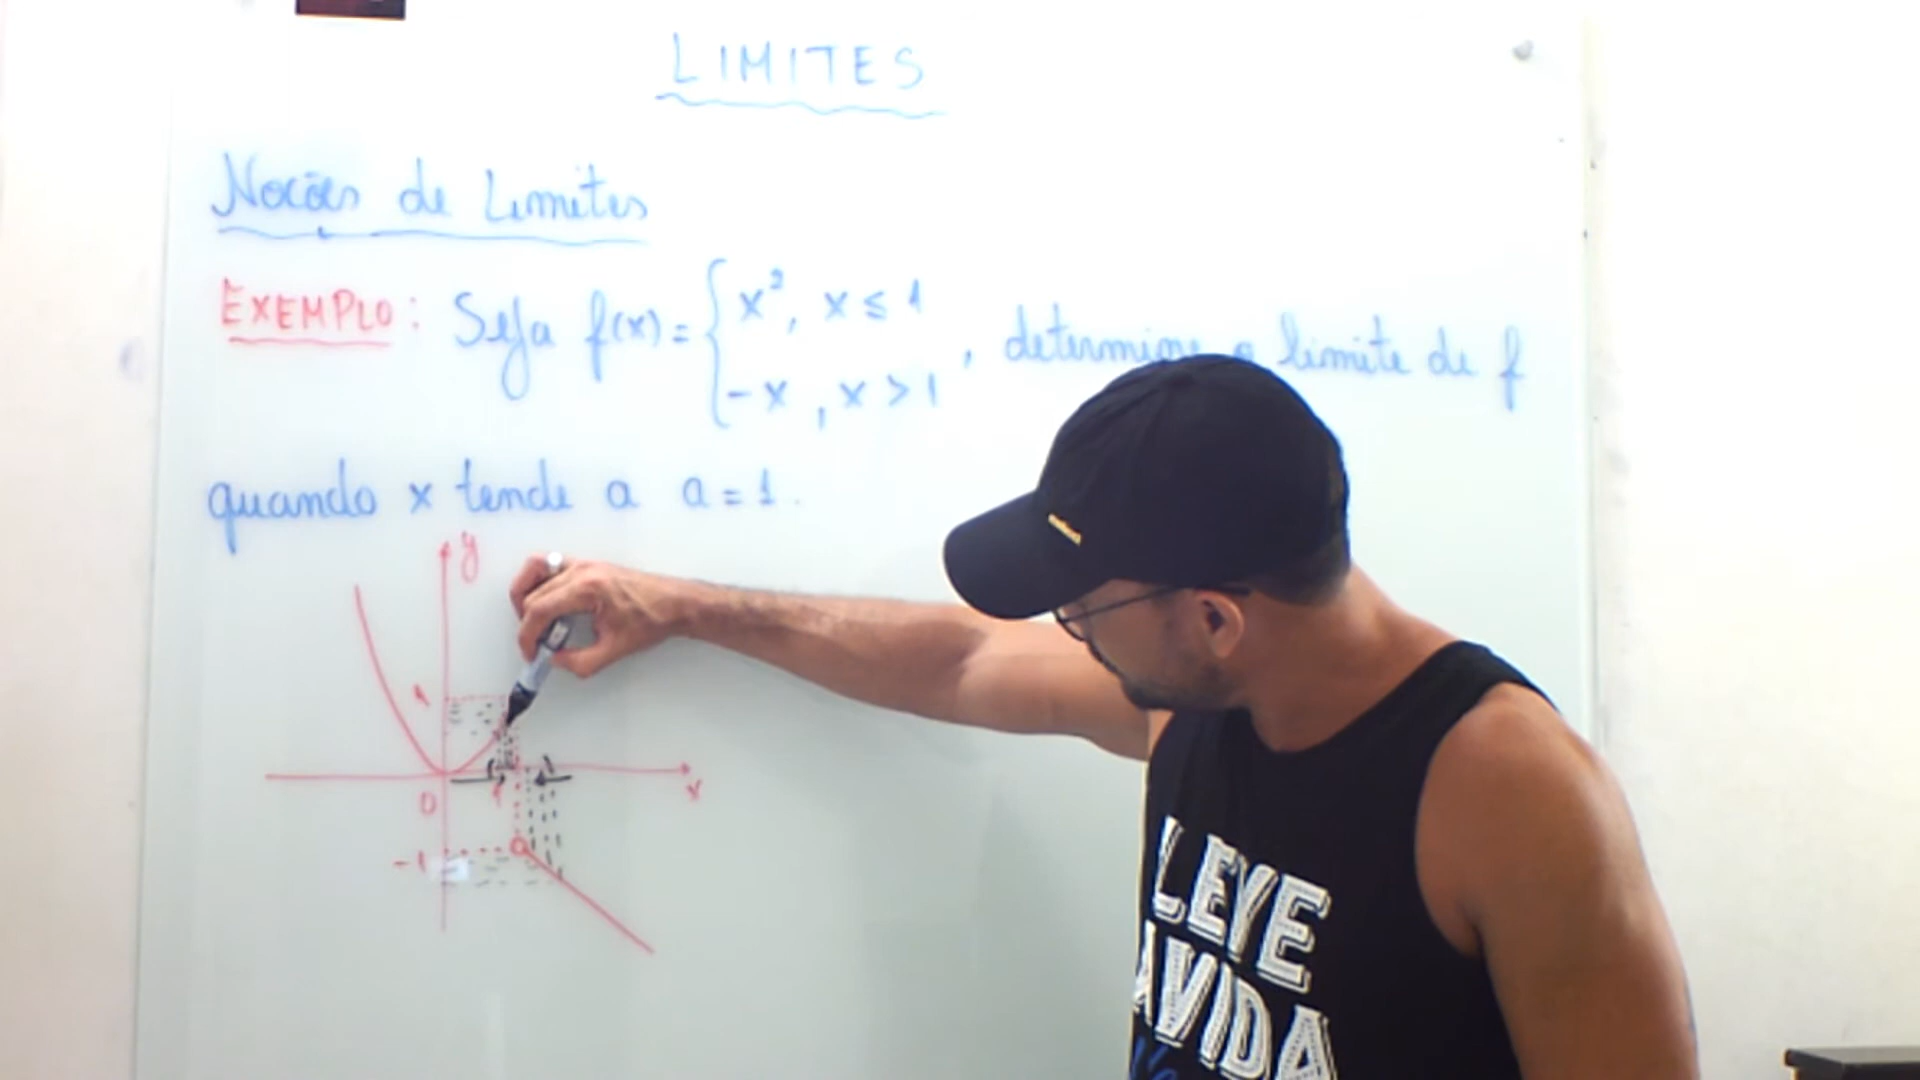 LIMITES
Noções de Limites
EXEMPLO: Seja f(x) = { x², x ≤ 1
-x, x > 1 , determine o limite de f
quando x tende a a = 1.
y
1
0 1 x
-1
LEVE
A VIDA